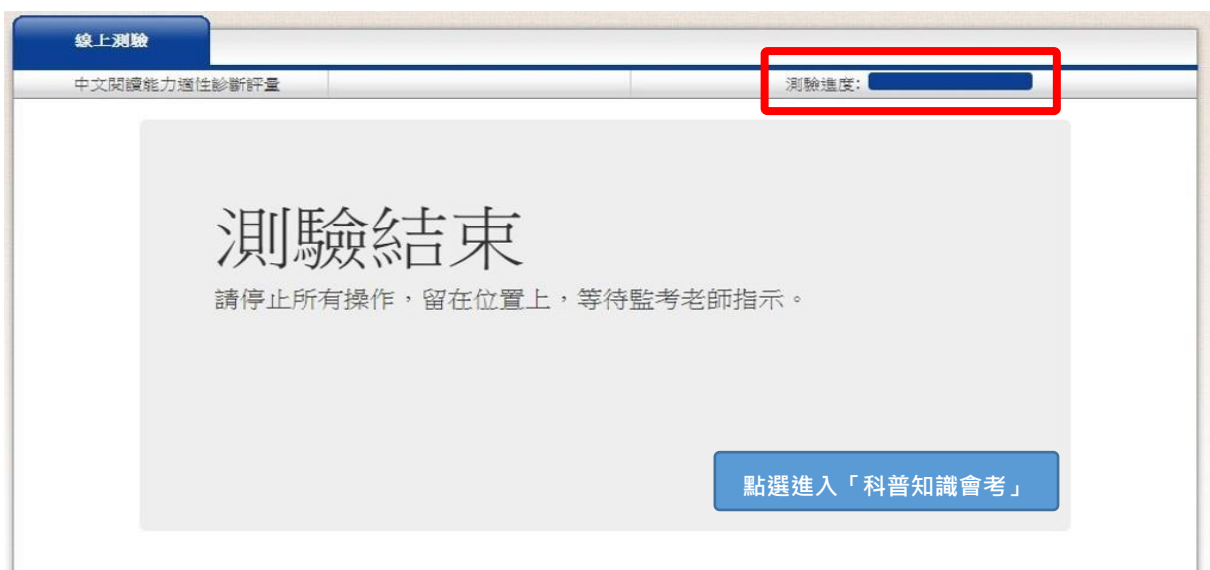 線上測驗
中文閱讀能力適性診斷評量
測驗進度:
測驗結束
請停止所有操作，留在位置上，等待監考老師指示。
點選進入「科普知識會考」